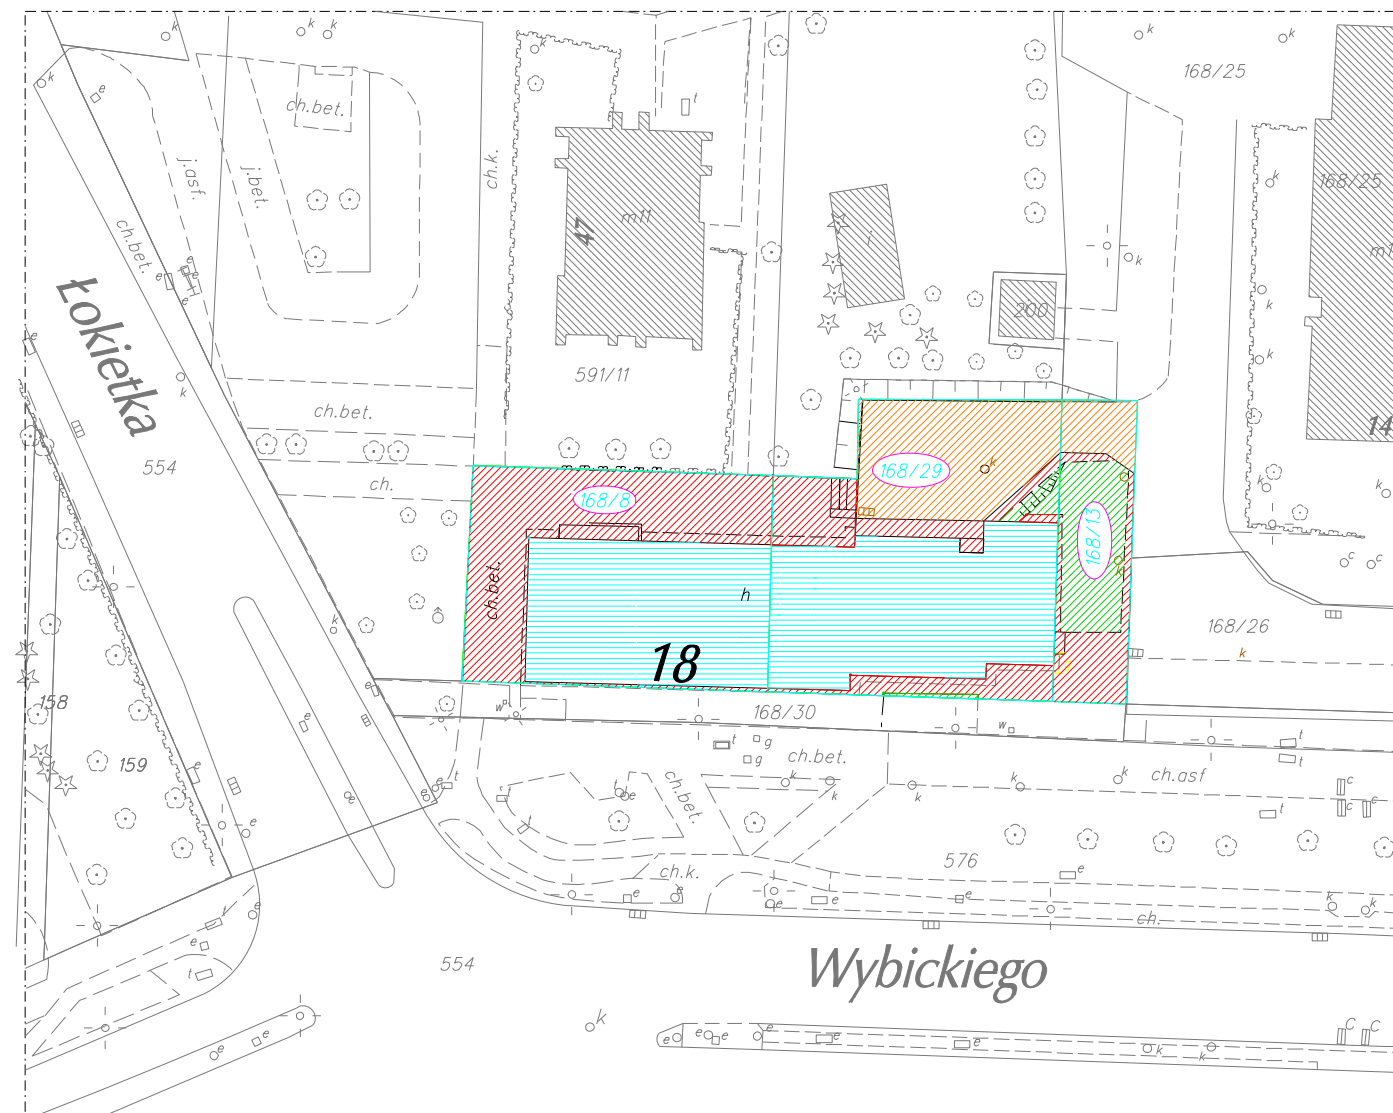 k
k
k
k
k
k
168/25
k
e
t
ch.bet.
ch.k.
j.asf.
j.bet.
k
168/25
m11
47
i
ch.bet.
k
e
e
e
e
200
k
Łokietka
e
k
k
591/11
r
k
ch.bet.
14
554
ch.
168/29
k
168/8
k
k
168/13
ch.bet.
k
c
c
h
k
168/26
k
18
e
158
w
168/30
w
e
e
t
g
g
t
t
159
ch.bet.
ch.bet.
ch.asf
e
t
k
k
k
k
k
c
c
c
e
e
t
e
t
t
e
576
ch.k.
e
e
e
e
e
e
k
k
ch.
t
e
e
554
Wybickiego
t
k
e
e
e
e
e
e
e
k
k
C
C